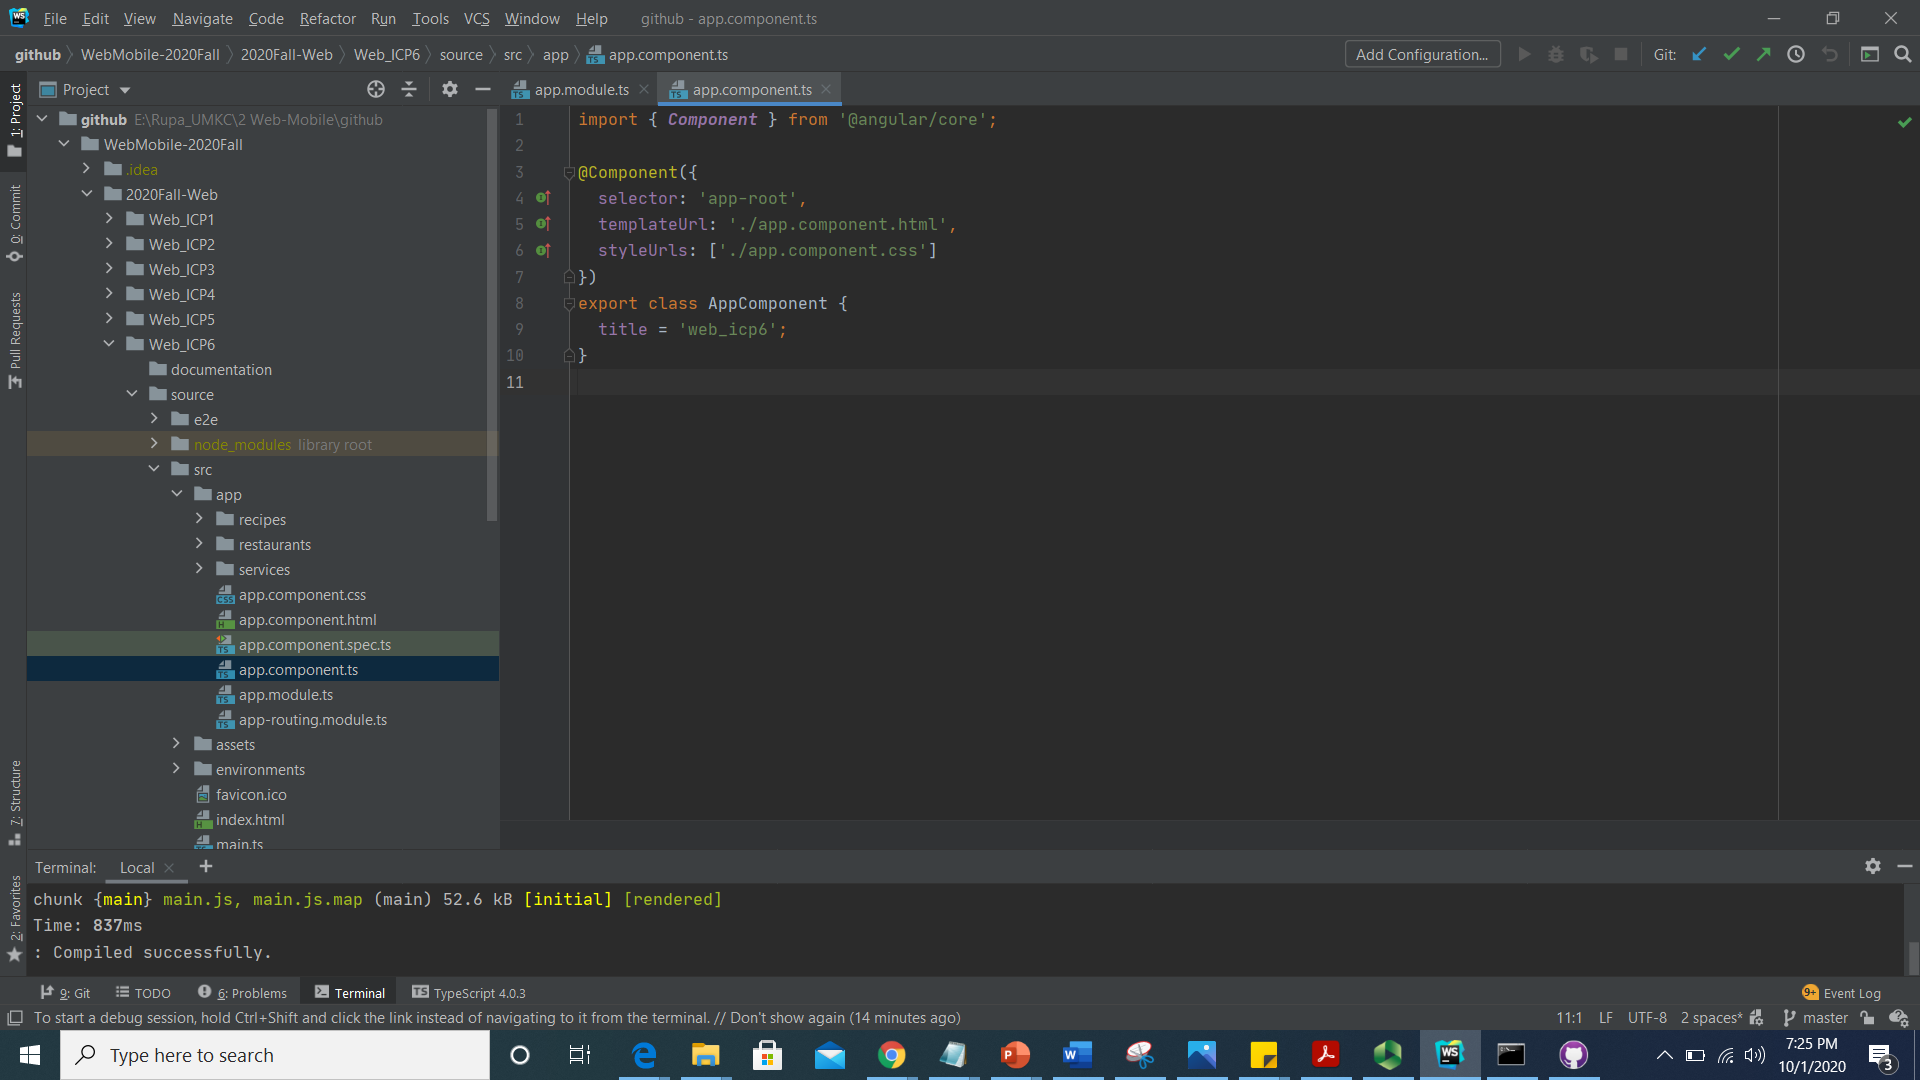 File Edit View Navigate Code Refactor Run Tools VCS Window Help github - app.component.ts
github WebMobile-2020Fall 2020Fall-Web Web_ICP6 source src app app.component.ts Add Configuration... Git:
Project app.module.ts app.component.ts
1: Project
0: Commit
Pull Requests
7: Structure
2: Favorites
github E:\Rupa_UMKC\2 Web-Mobile\github
WebMobile-2020Fall
.idea
2020Fall-Web
Web_ICP1
Web_ICP2
Web_ICP3
Web_ICP4
Web_ICP5
Web_ICP6
documentation
source
e2e
node_modules library root
src
app
recipes
restaurants
services
app.component.css
app.component.html
app.component.spec.ts
app.component.ts
app.module.ts
app-routing.module.ts
assets
environments
favicon.ico
index.html
main.ts
1 import { Component } from '@angular/core';
2
3 @Component({
4 selector: 'app-root',
5 templateUrl: './app.component.html',
6 styleUrls: ['./app.component.css']
7 })
8 export class AppComponent {
9 title = 'web_icp6';
10 }
11
Terminal: Local
chunk {main} main.js, main.js.map (main) 52.6 kB [initial] [rendered]
Time: 837ms
: Compiled successfully.
9: Git TODO 6: Problems Terminal TypeScript 4.0.3 9+ Event Log
To start a debug session, hold Ctrl+Shift and click the link instead of navigating to it from the terminal. // Don't show again (14 minutes ago) 11:1 LF UTF-8 2 spaces* master
Type here to search
7:25 PM
10/1/2020
3